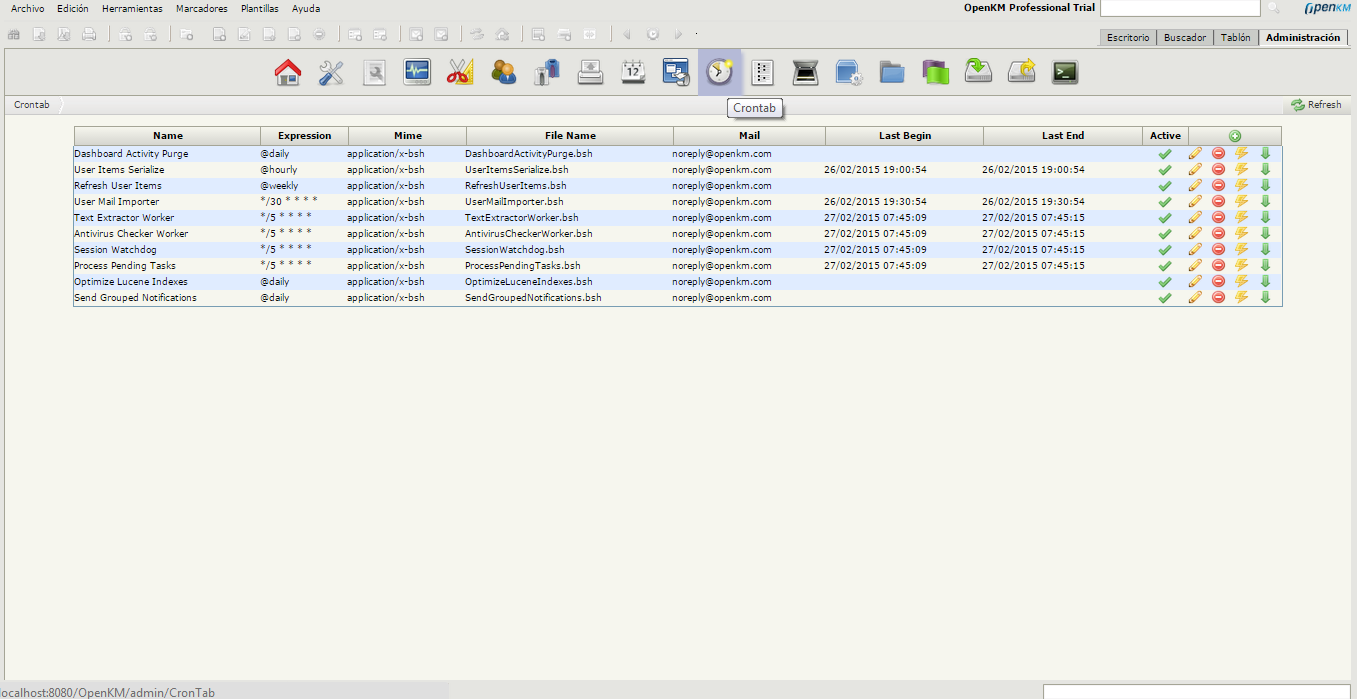 Archivo Edición Herramientas Marcadores Plantillas Ayuda OpenKM Professional Trial OpenKM
Escritorio Buscador Tablón Administración
12
Crontab Crontab Refresh
Name Expression Mime File Name Mail Last Begin Last End Active
Dashboard Activity Purge @daily application/x-bsh DashboardActivityPurge.bsh noreply@openkm.com
User Items Serialize @hourly application/x-bsh UserItemsSerialize.bsh noreply@openkm.com 26/02/2015 19:00:54 26/02/2015 19:00:54
Refresh User Items @weekly application/x-bsh RefreshUserItems.bsh noreply@openkm.com
User Mail Importer */30 * * * * application/x-bsh UserMailImporter.bsh noreply@openkm.com 26/02/2015 19:30:54 26/02/2015 19:30:54
Text Extractor Worker */5 * * * * application/x-bsh TextExtractorWorker.bsh noreply@openkm.com 27/02/2015 07:45:09 27/02/2015 07:45:15
Antivirus Checker Worker */5 * * * * application/x-bsh AntivirusCheckerWorker.bsh noreply@openkm.com 27/02/2015 07:45:09 27/02/2015 07:45:15
Session Watchdog */5 * * * * application/x-bsh SessionWatchdog.bsh noreply@openkm.com 27/02/2015 07:45:09 27/02/2015 07:45:15
Process Pending Tasks */5 * * * * application/x-bsh ProcessPendingTasks.bsh noreply@openkm.com 27/02/2015 07:45:09 27/02/2015 07:45:15
Optimize Lucene Indexes @daily application/x-bsh OptimizeLuceneIndexes.bsh noreply@openkm.com
Send Grouped Notifications @daily application/x-bsh SendGroupedNotifications.bsh noreply@openkm.com
localhost:8080/OpenKM/admin/CronTab